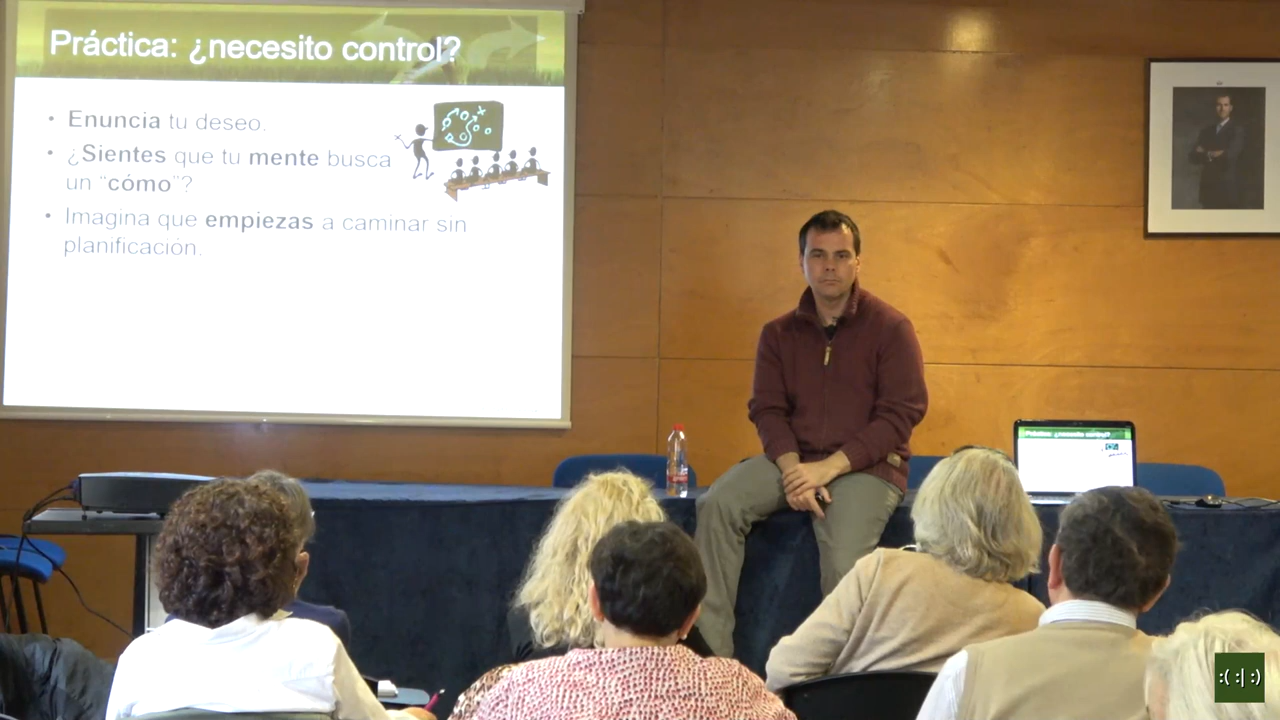 Práctica: ¿necesito control?
• Enuncia tu deseo.
• ¿Sientes que tu mente busca
un “cómo”?
• Imagina que empiezas a caminar sin
planificación.
:( :| :)